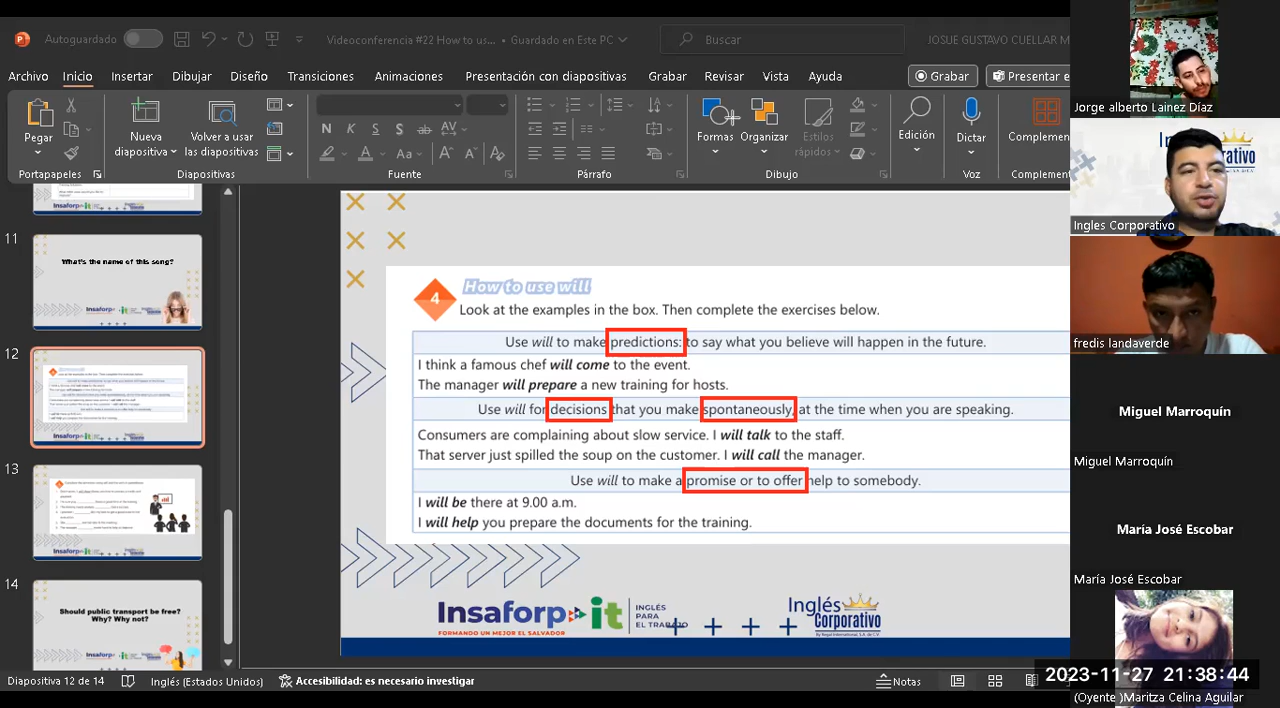 Autoguardado
Videoconferencia #22 How to us... • Guardado en Este PC
Buscar
JOSUE GUSTAVO CUELLAR M
Archivo Inicio Insertar Dibujar Diseño Transiciones Animaciones Presentación con diapositivas Grabar Revisar Vista Ayuda
Grabar
Presentar e
Pegar
Nueva diapositiva
Volver a usar las diapositivas
N K S S ab AV
Aa A A A
Formas Organizar Estilos rápidos
Edición
Dictar
Complemen
Portapapeles Diapositivas Fuente Párrafo Dibujo Voz Complement
11
What's the name of this song?
12
13
14
Should public transport be free?
Why? Why not?
4
How to use will
Look at the examples in the box. Then complete the exercises below.
Use will to make predictions: to say what you believe will happen in the future.
I think a famous chef will come to the event.
The manager will prepare a new training for hosts.
Use will for decisions that you make spontaneously, at the time when you are speaking.
Consumers are complaining about slow service. I will talk to the staff.
That server just spilled the soup on the customer. I will call the manager.
Use will to make a promise or to offer help to somebody.
I will be there at 9.00 a.m.
I will help you prepare the documents for the training.
Insaforp it
FORMANDO UN MEJOR EL SALVADOR
INGLÉS
PARA
EL TRABAJO
Inglés
Corporativo
By Regal International, S.A. de C.V.
Diapositiva 12 de 14
Inglés (Estados Unidos)
Accesibilidad: es necesario investigar
Notas
Jorge alberto Lainez Díaz
Ingles Corporativo
fredis landaverde
Miguel Marroquín
Miguel Marroquín
María José Escobar
María José Escobar
2023-11-27 21:38:44
(Oyente )Maritza Celina Aguilar